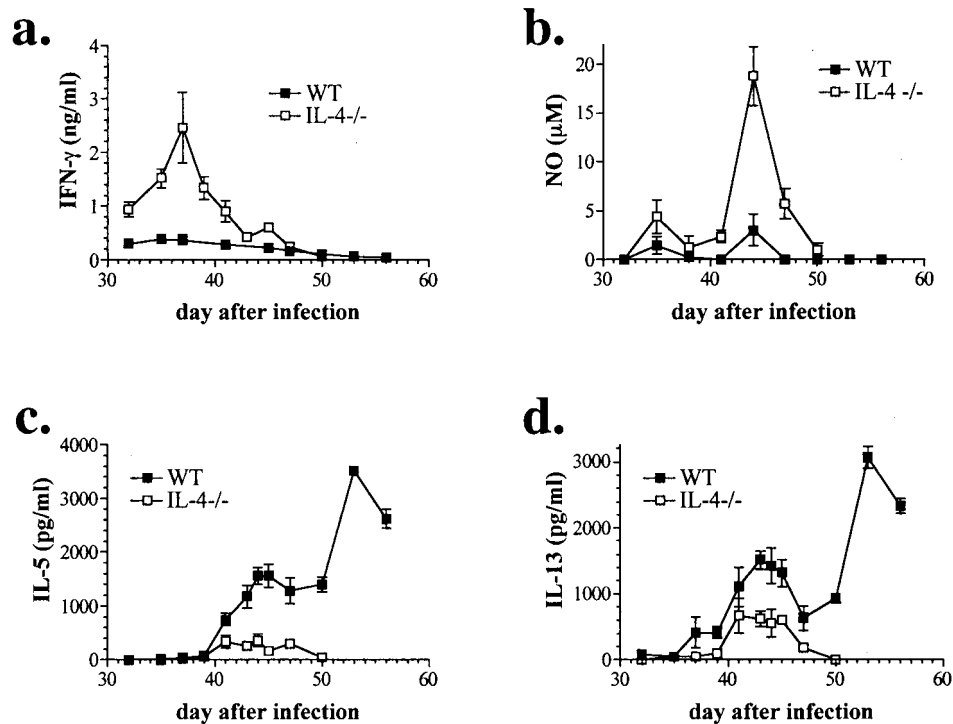 a.
IFN-γ (ng/ml)
4
3
2
1
0
WT
IL-4-/-
30 40 50 60
day after infection
b.
NO (μM)
20
15
10
5
0
WT
IL-4 -/-
30 40 50 60
day after infection
c.
IL-5 (pg/ml)
4000
3000
2000
1000
0
WT
IL-4-/-
30 40 50 60
day after infection
d.
IL-13 (pg/ml)
3000
2000
1000
0
WT
IL-4-/-
30 40 50 60
day after infection